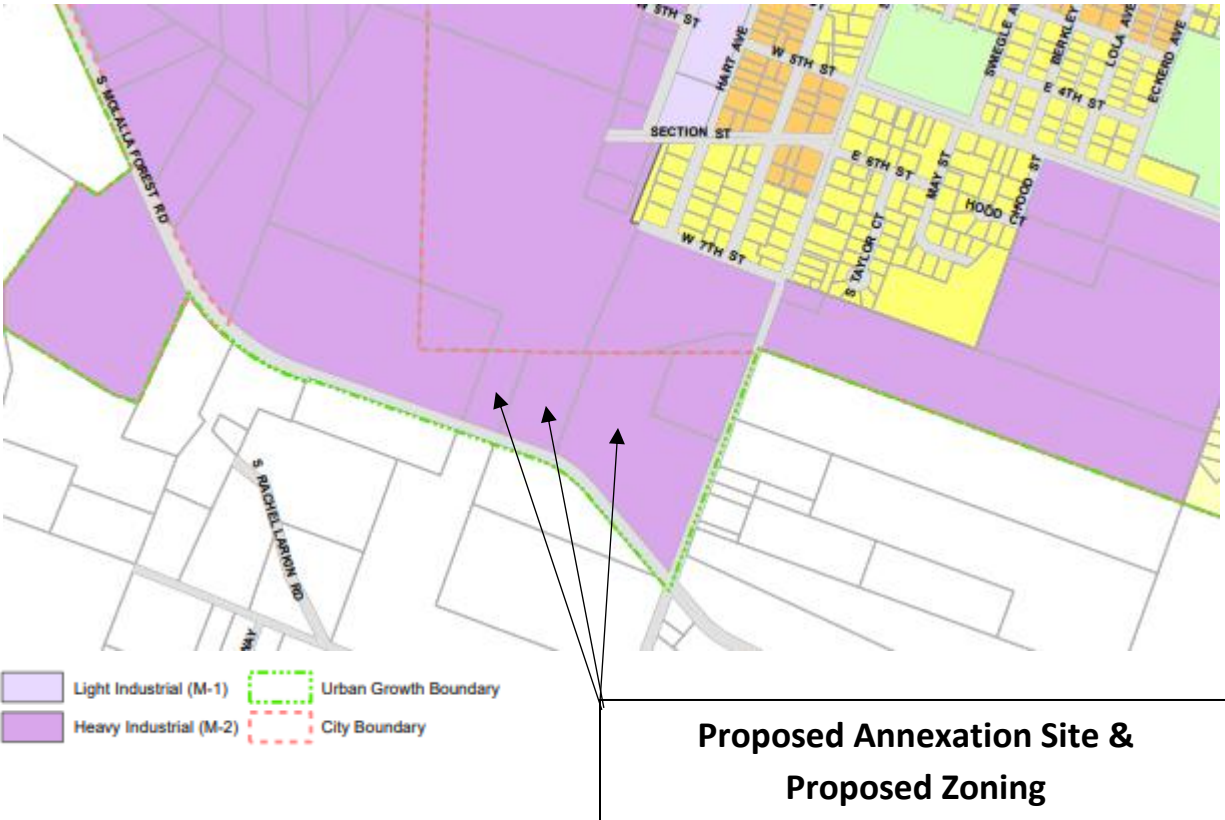 W 5TH ST
SWEGLE A
BERKLEY
LOLA AVE
ECKERD AVE
HART AVE
W 5TH ST
E 4TH ST
S MOLALLA FOREST RD
SECTION ST
E 6TH ST
MAY ST
HOOD ST
HOOD CT
W 7TH ST
S TAYLOR CT
S RACHEL LARKIN RD
WAY
Light Industrial (M-1)
Urban Growth Boundary
Heavy Industrial (M-2)
City Boundary
Proposed Annexation Site &
Proposed Zoning